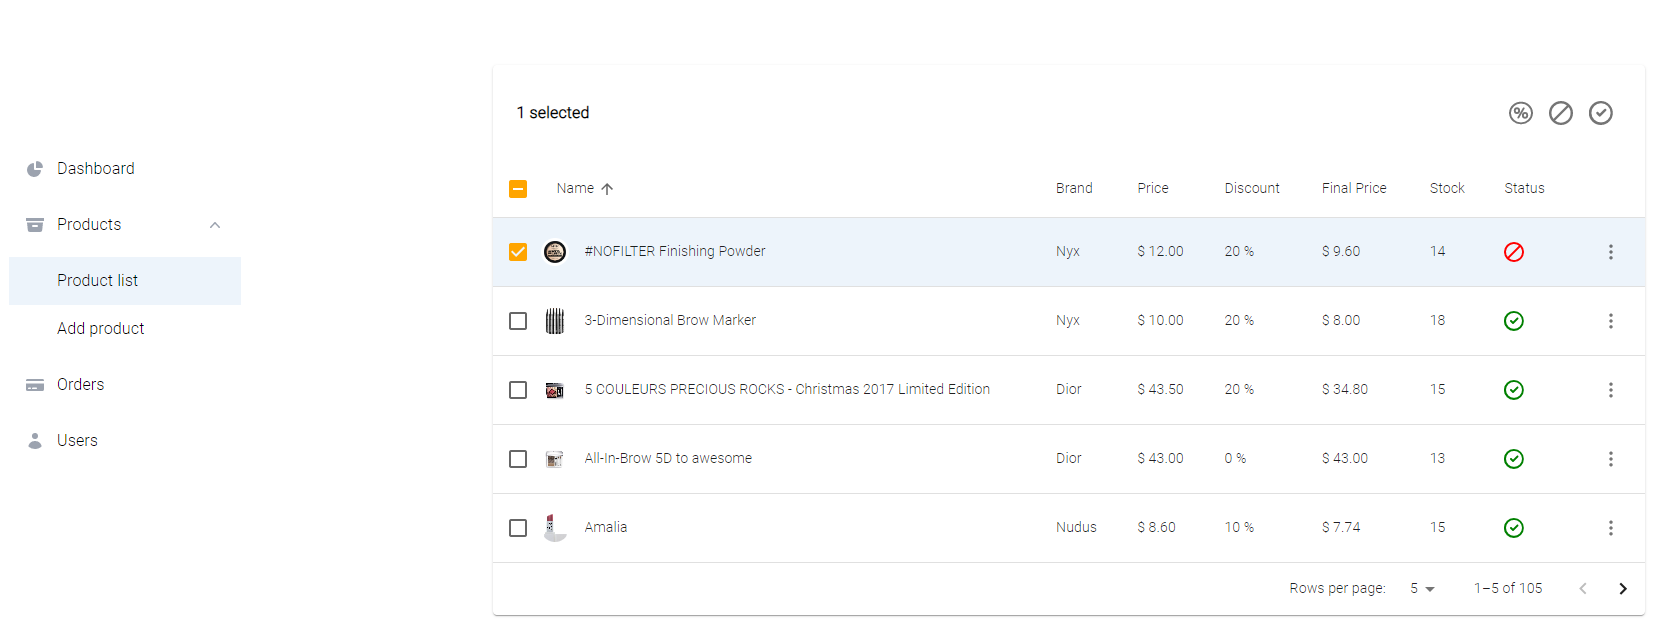 1 selected
Dashboard
Products
Product list
Add product
Orders
Users
Name Brand Price Discount Final Price Stock Status
#NOFILTER Finishing Powder Nyx $ 12.00 20 % $ 9.60 14
3-Dimensional Brow Marker Nyx $ 10.00 20 % $ 8.00 18
5 COULEURS PRECIOUS ROCKS - Christmas 2017 Limited Edition Dior $ 43.50 20 % $ 34.80 15
All-In-Brow 5D to awesome Dior $ 43.00 0 % $ 43.00 13
Amalia Nudus $ 8.60 10 % $ 7.74 15
Rows per page: 5 1–5 of 105